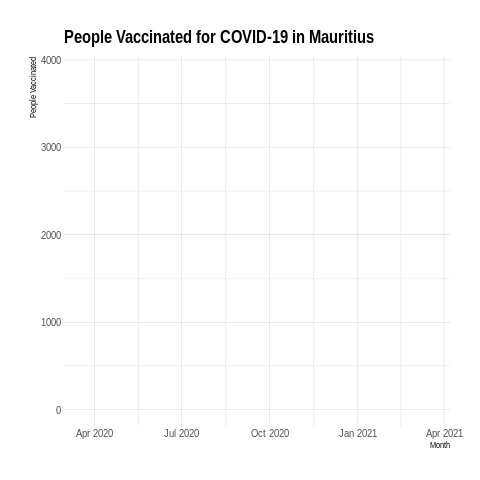 People Vaccinated for COVID-19 in Mauritius
People Vaccinated
4000
3000
2000
1000
0
Apr 2020 Jul 2020 Oct 2020 Jan 2021 Apr 2021
Month